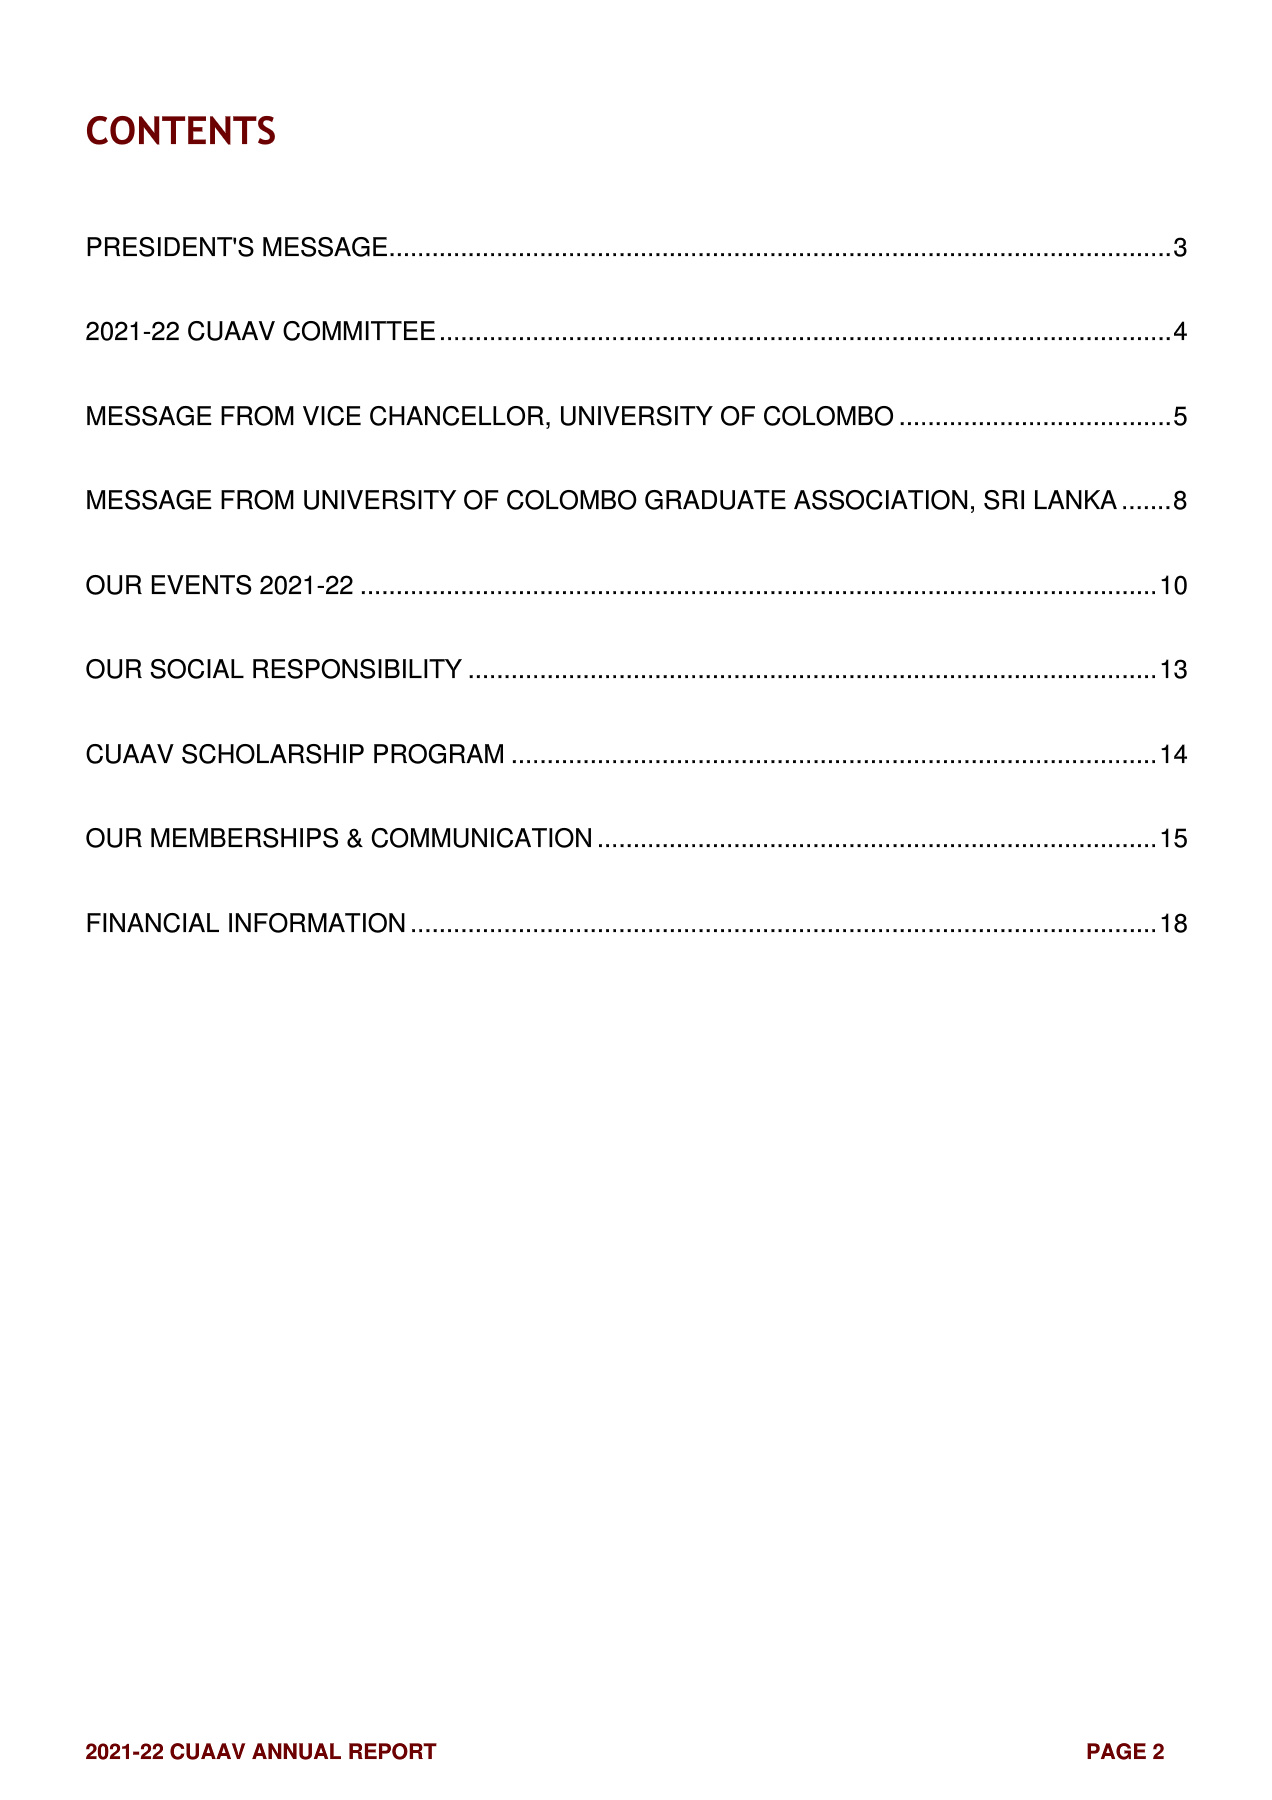 CONTENTS
PRESIDENT'S MESSAGE.............................................................................................................3
2021-22 CUAAV COMMITTEE......................................................................................................4
MESSAGE FROM VICE CHANCELLOR, UNIVERSITY OF COLOMBO ......................................5
MESSAGE FROM UNIVERSITY OF COLOMBO GRADUATE ASSOCIATION, SRI LANKA .......8
OUR EVENTS 2021-22 ...............................................................................................................10
OUR SOCIAL RESPONSIBILITY ................................................................................................13
CUAAV SCHOLARSHIP PROGRAM ..........................................................................................14
OUR MEMBERSHIPS & COMMUNICATION..............................................................................15
FINANCIAL INFORMATION........................................................................................................18
2021-22 CUAAV ANNUAL REPORT PAGE 2